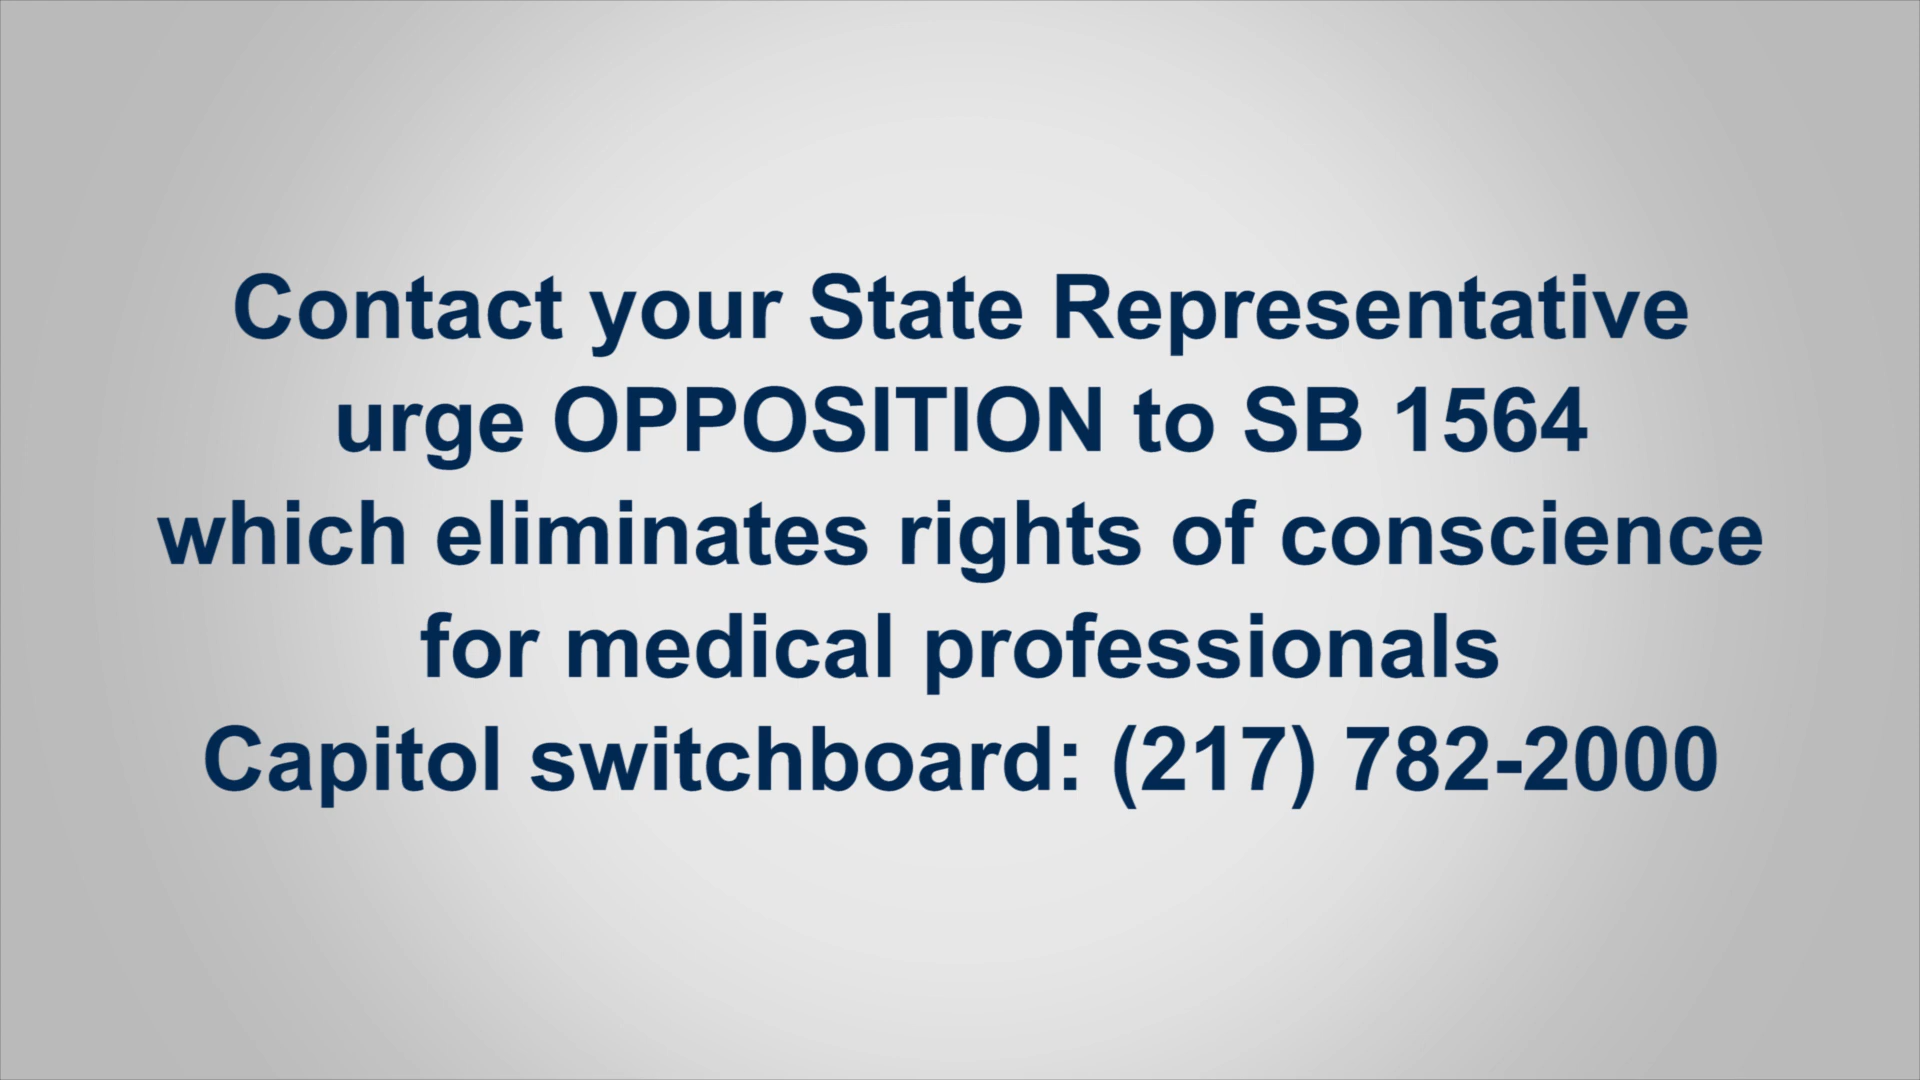 Contact your State Representative
urge OPPOSITION to SB 1564
which eliminates rights of conscience
for medical professionals
Capitol switchboard: (217) 782-2000